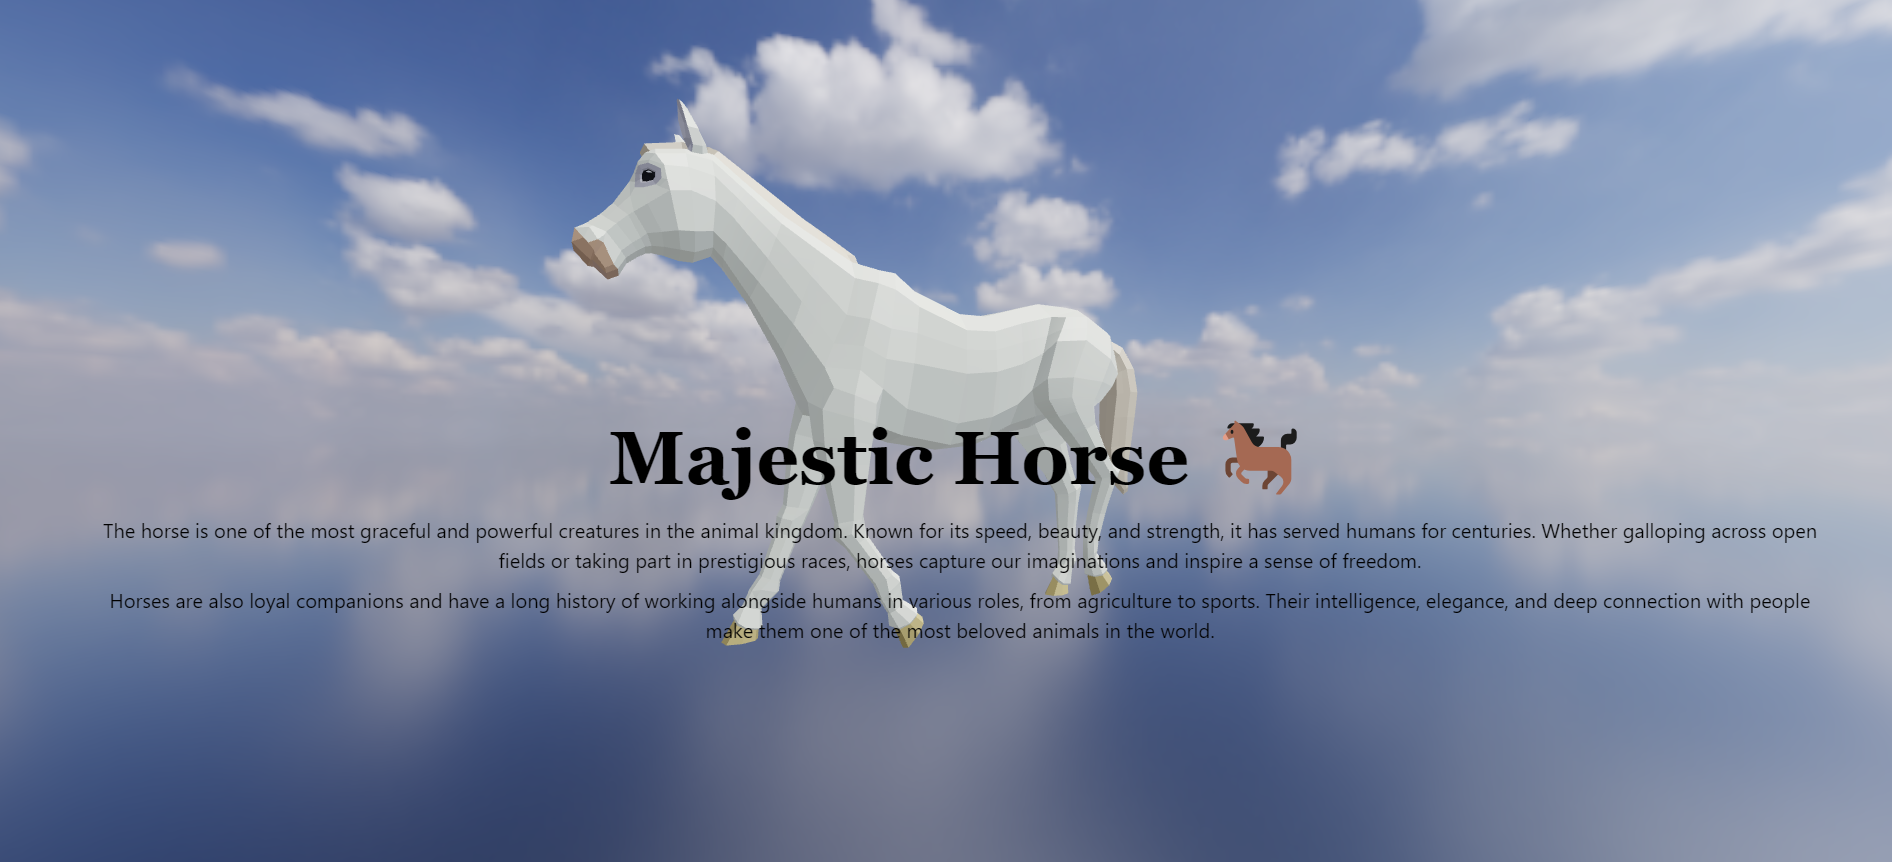 Majestic Horse 🐎
The horse is one of the most graceful and powerful creatures in the animal kingdom. Known for its speed, beauty, and strength, it has served humans for centuries. Whether galloping across open
fields or taking part in prestigious races, horses capture our imaginations and inspire a sense of freedom.
Horses are also loyal companions and have a long history of working alongside humans in various roles, from agriculture to sports. Their intelligence, elegance, and deep connection with people
make them one of the most beloved animals in the world.